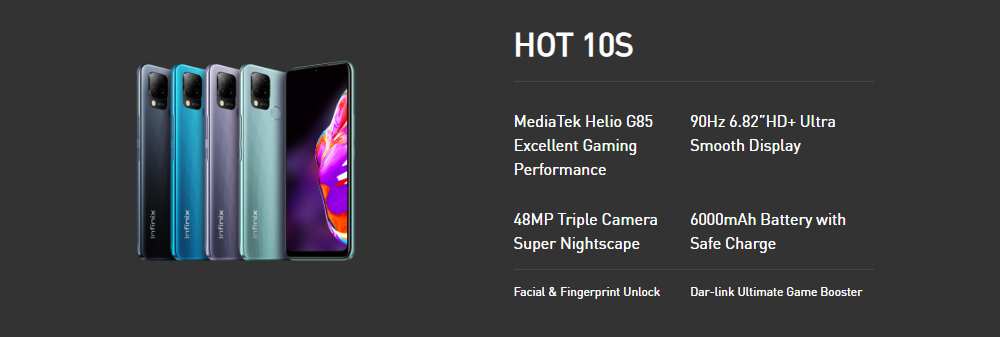 infinix
infinix
infinix
infinix
HOT 10S
MediaTek Helio G85
Excellent Gaming
Performance
90Hz 6.82”HD+ Ultra
Smooth Display
48MP Triple Camera
Super Nightscape
6000mAh Battery with
Safe Charge
Facial & Fingerprint Unlock
Dar-link Ultimate Game Booster